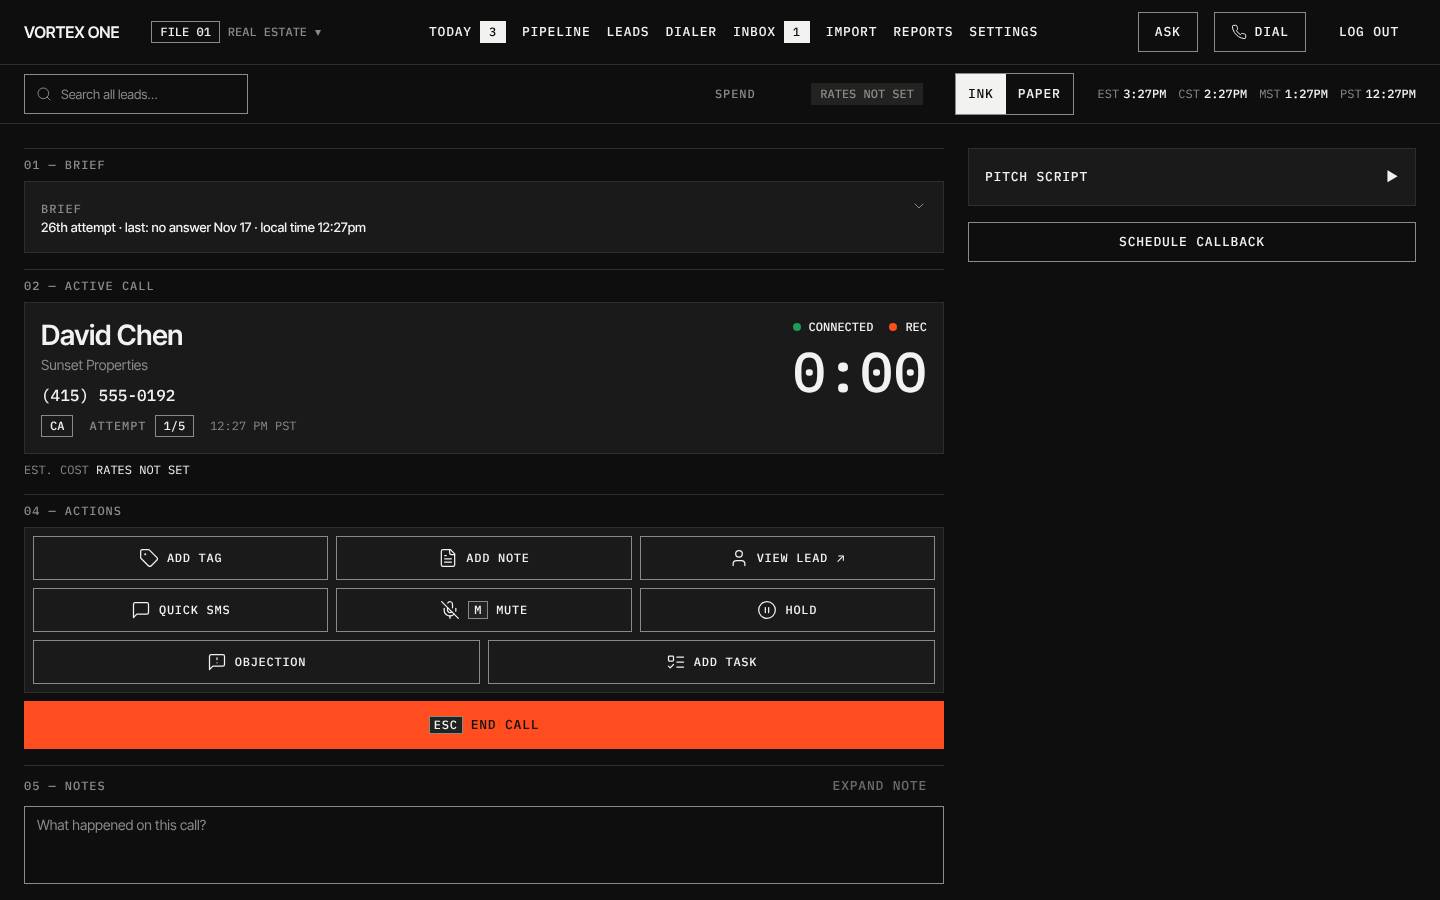 VORTEX ONE
FILE 01 REAL ESTATE ▾
TODAY 3 PIPELINE LEADS DIALER INBOX 1 IMPORT REPORTS SETTINGS
ASK DIAL LOG OUT
Search all leads...
SPEND RATES NOT SET
INK PAPER
EST 3:27PM CST 2:27PM MST 1:27PM PST 12:27PM
01 — BRIEF
BRIEF
26th attempt · last: no answer Nov 17 · local time 12:27pm
02 — ACTIVE CALL
David Chen
Sunset Properties
(415) 555-0192
CA ATTEMPT 1/5 12:27 PM PST
CONNECTED REC
0:00
EST. COST RATES NOT SET
04 — ACTIONS
ADD TAG ADD NOTE VIEW LEAD ↗
QUICK SMS M MUTE HOLD
OBJECTION ADD TASK
ESC END CALL
05 — NOTES EXPAND NOTE
What happened on this call?
PITCH SCRIPT ▶
SCHEDULE CALLBACK